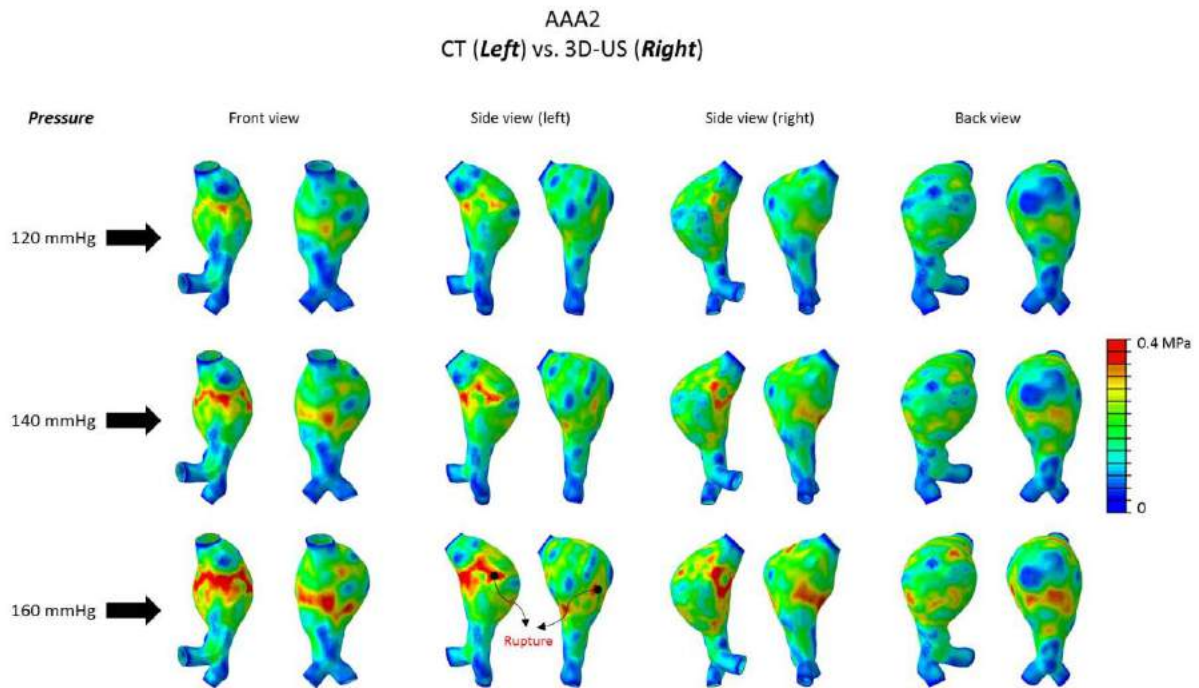 AAA2
CT (Left) vs. 3D-US (Right)
Pressure
Front view
Side view (left)
Side view (right)
Back view
120 mmHg
140 mmHg
0.4 MPa
0
160 mmHg
Rupture